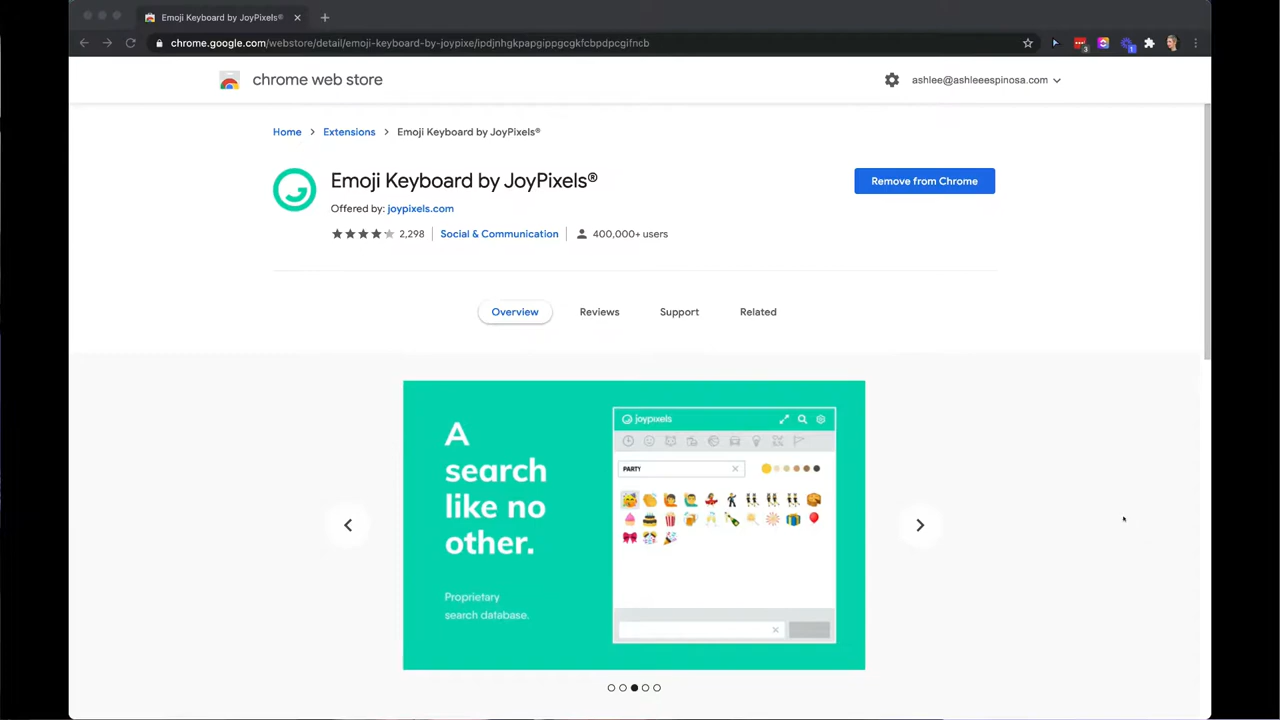 Emoji Keyboard by JoyPixels®
chrome.google.com/webstore/detail/emoji-keyboard-by-joypixe/ipdjnhgkpapgippgcgkfcbpdpcgifncb
3
1
chrome web store
ashlee@ashleeespinosa.com
Home > Extensions > Emoji Keyboard by JoyPixels®
Emoji Keyboard by JoyPixels®
Remove from Chrome
Offered by: joypixels.com
2,298 Social & Communication 400,000+ users
Overview Reviews Support Related
joypixels
PARTY
A
search
like no
other.
Proprietary
search database.